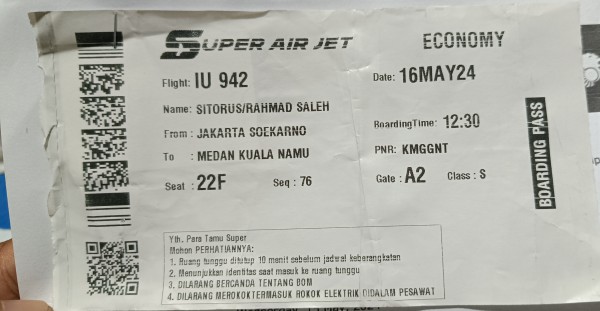 SUPER AIR JET
ECONOMY
Flight: IU 942
Date: 16MAY24
Name: SITORUS/RAHMAD SALEH
From : JAKARTA SOEKARNO
BoardingTime: 12:30
To : MEDAN KUALA NAMU
PNR: KMGGNT
Seat : 22F
Seq : 76
Gate : A2
Class : S
BOARDING PASS
Yth. Para Tamu Super
Mohon PERHATIANNYA:
1. Ruang tunggu ditutup 10 menit sebelum jadwal keberangkatan
2. Menunjukkan identitas saat masuk ke ruang tunggu
3. DILARANG BERCANDA TENTANG BOM
4. DILARANG MEROKOKTERMASUK ROKOK ELEKTRIK DIDALAM PESAWAT